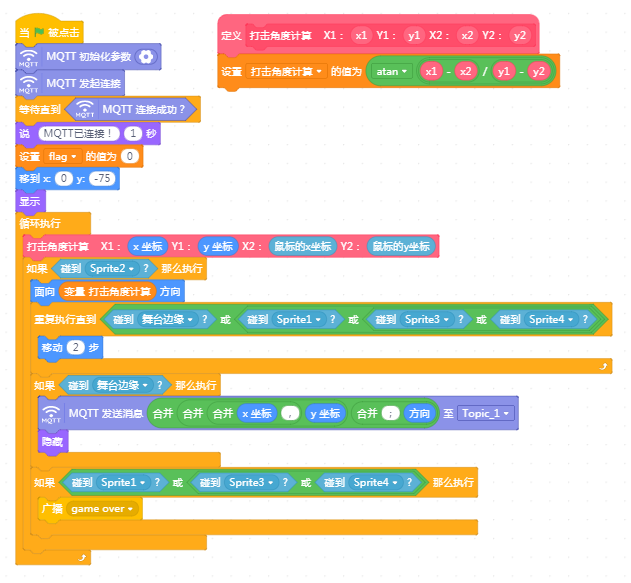 当 被点击
MQTT MQTT 初始化参数
MQTT MQTT 发起连接
等待直到 MQTT MQTT 连接成功？
说 MQTT已连接！ 1 秒
设置 flag 的值为 0
移到 x: 0 y: -75
显示
循环执行
打击角度计算 X1： x 坐标 Y1： y 坐标 X2： 鼠标的x坐标 Y2： 鼠标的y坐标
如果 碰到 Sprite2 ？ 那么执行
面向 变量 打击角度计算 方向
重复执行直到 碰到 舞台边缘 ？ 或 碰到 Sprite1 ？ 或 碰到 Sprite3 ？ 或 碰到 Sprite4 ？
移动 2 步
如果 碰到 舞台边缘 ？ 那么执行
MQTT MQTT 发送消息 合并 合并 合并 x 坐标 , y 坐标 合并 ; 方向 至 Topic_1
隐藏
如果 碰到 Sprite1 ？ 或 碰到 Sprite3 ？ 或 碰到 Sprite4 ？ 那么执行
广播 game over
定义 打击角度计算 X1： x1 Y1： y1 X2： x2 Y2： y2
设置 打击角度计算 的值为 atan x1 - x2 / y1 - y2